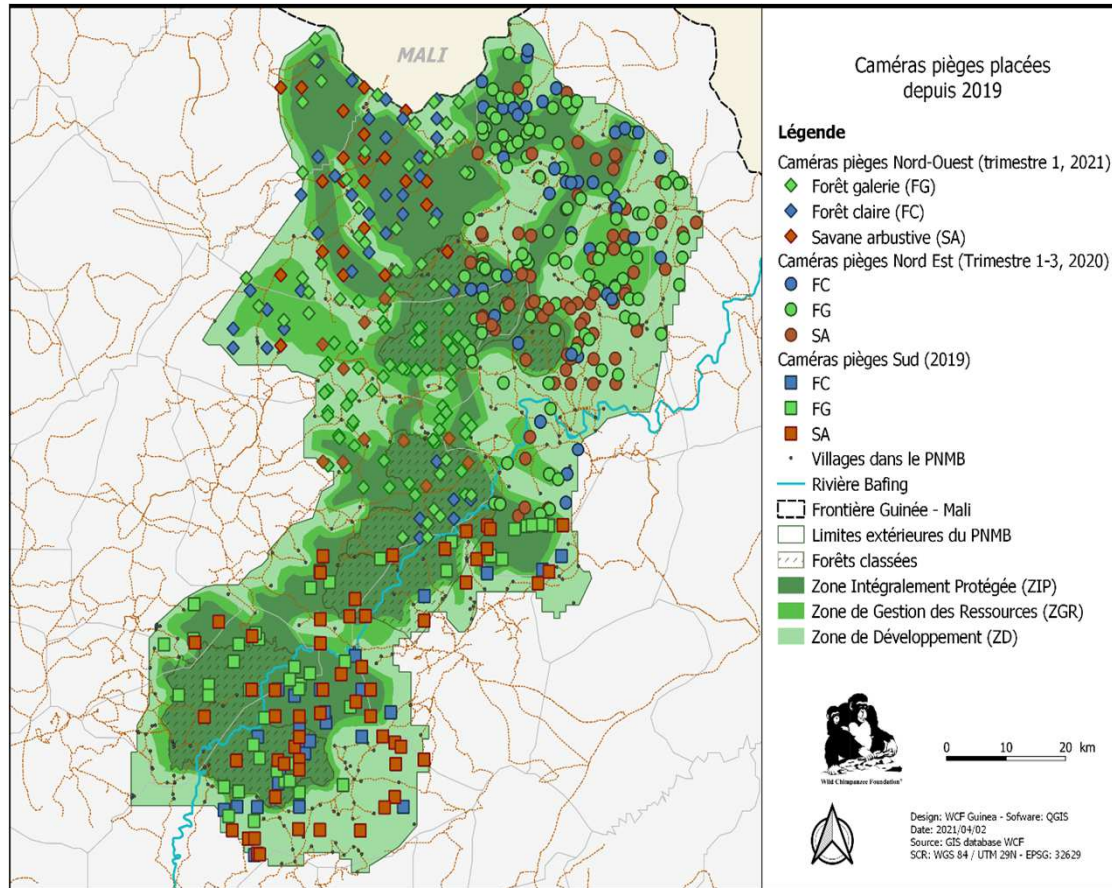 MALI
Caméras pièges placées
depuis 2019
Légende
Caméras pièges Nord-Ouest (trimestre 1, 2021)
Forêt galerie (FG)
Forêt claire (FC)
Savane arbustive (SA)
Caméras pièges Nord Est (Trimestre 1-3, 2020)
FC
FG
SA
Caméras pièges Sud (2019)
FC
FG
SA
Villages dans le PNMB
Rivière Bafing
Frontière Guinée - Mali
Limites extérieures du PNMB
Forêts classées
Zone Intégralement Protégée (ZIP)
Zone de Gestion des Ressources (ZGR)
Zone de Développement (ZD)
Wild Chimpanzee Foundation®
0 10 20 km
Design: WCF Guinea - Sofware: QGIS
Date: 2021/04/02
Source: GIS database WCF
SCR: WGS 84 / UTM 29N - EPSG: 32629